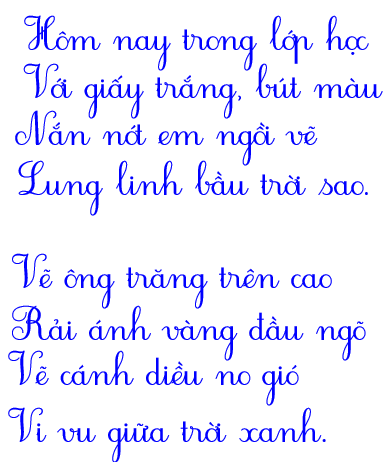 Hôm nay trong lớp học
Với giấy trắng, bút màu
Nắn nót em ngồi vẽ
Lung linh bầu trời sao.

Vẽ ông trăng trên cao
Rải ánh vàng đầu ngõ
Vẽ cánh diều no gió
Vi vu giữa trời xanh.